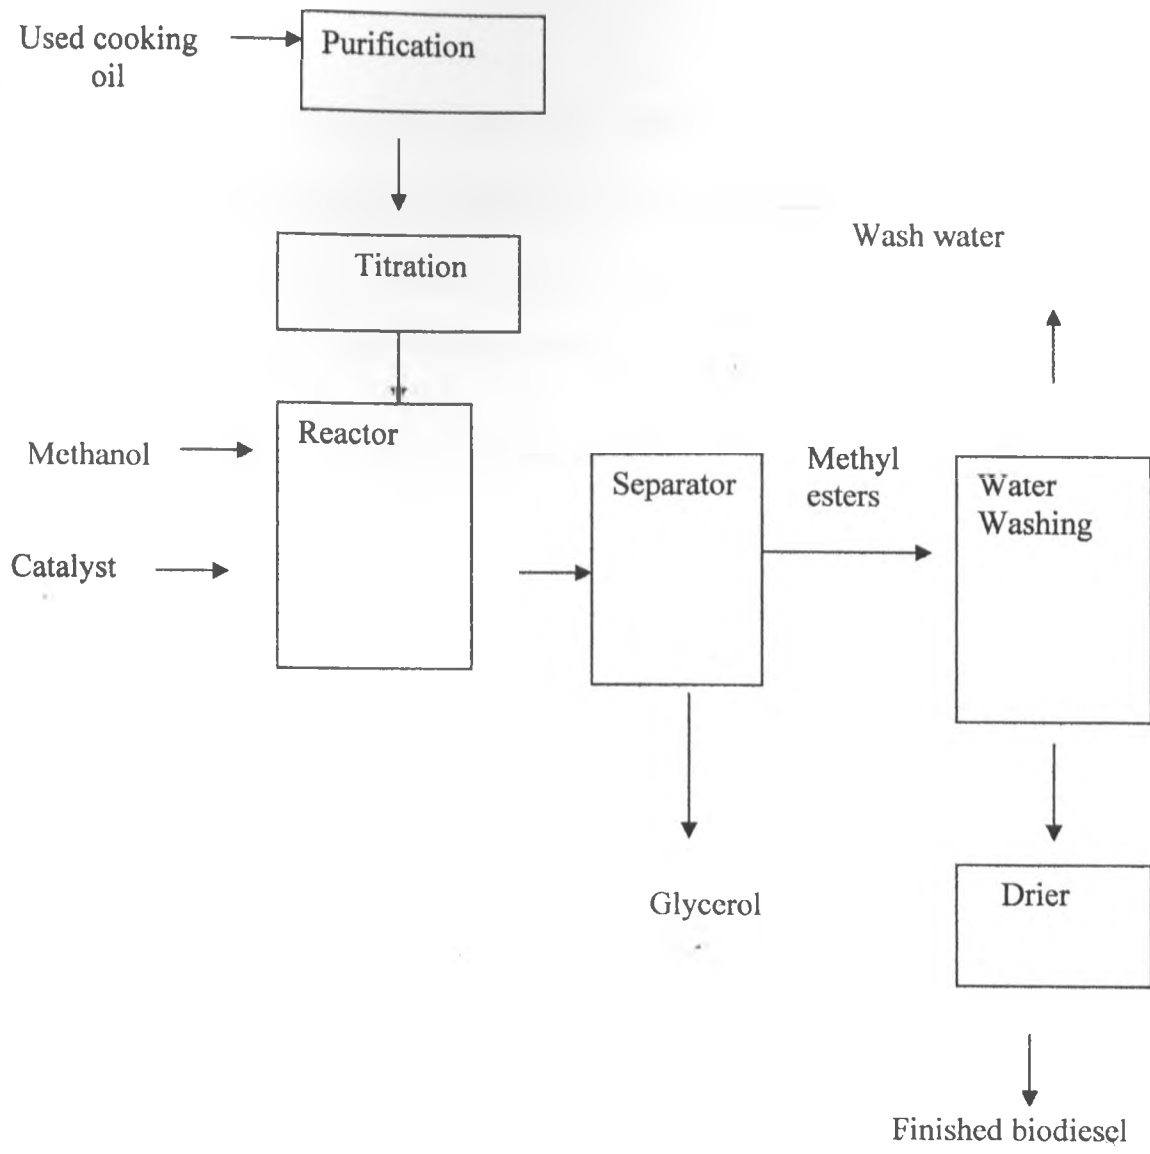 Used cooking
oil
Purification
Titration
Wash water
Methanol
Catalyst
Reactor
Separator
Methyl
esters
Water
Washing
Glycerol
Drier
Finished biodiesel